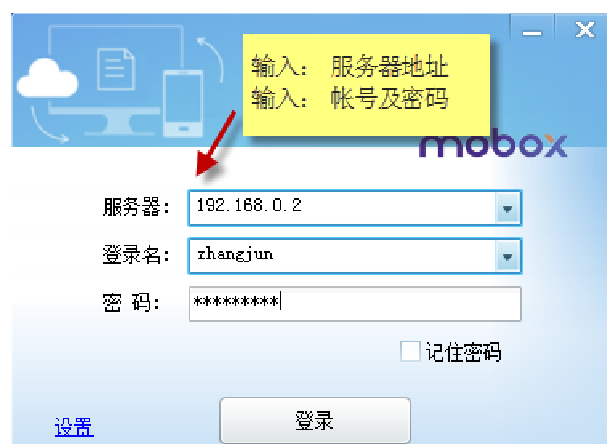 输入： 服务器地址
输入： 帐号及密码
mobox
服务器： 192.168.0.2
登录名： zhangjun
密 码： *********
记住密码
设置 登录